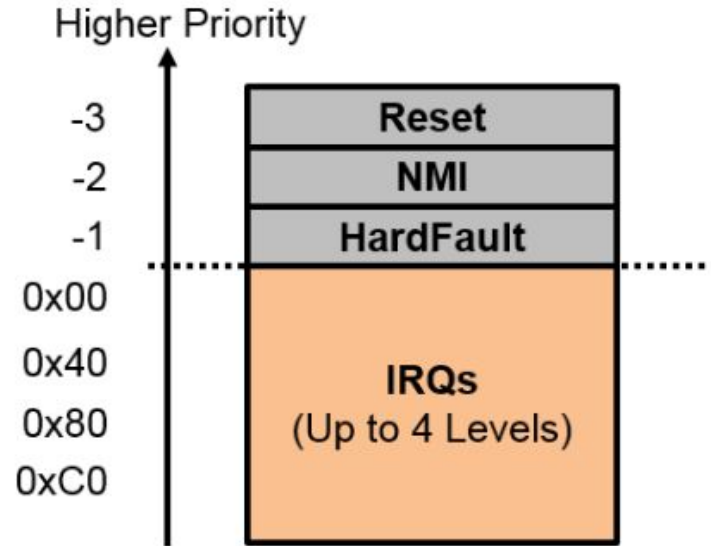 Higher Priority
-3
Reset
-2
NMI
-1
HardFault
0x00
0x40
IRQs
0x80
(Up to 4 Levels)
0xC0